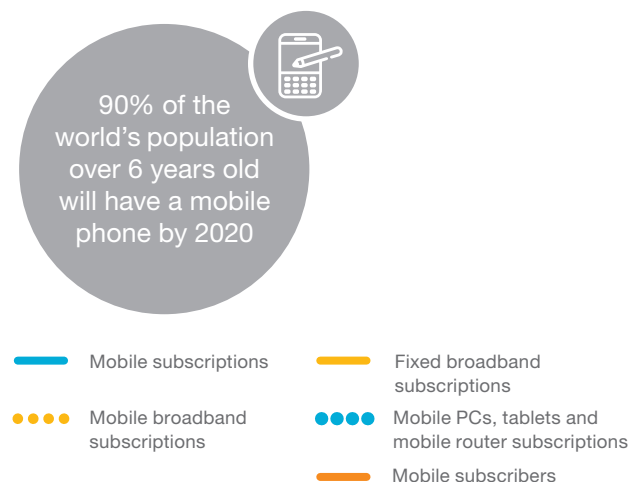 90% of the
world's population
over 6 years old
will have a mobile
phone by 2020
Mobile subscriptions
Fixed broadband
subscriptions
Mobile broadband
subscriptions
Mobile PCs, tablets and
mobile router subscriptions
Mobile subscribers